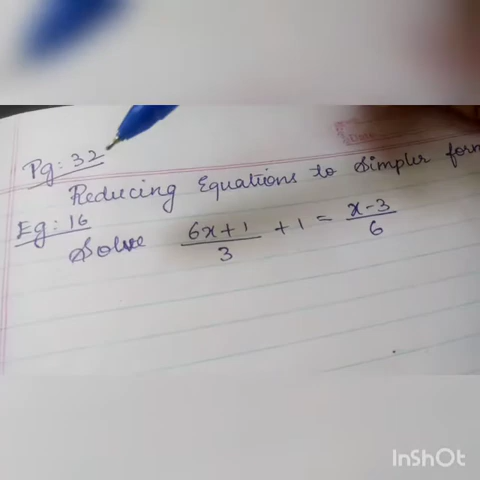 Pg: 32
Reducing Equations to Simpler form
Eg: 16
Solve (6x+1)/3 + 1 = (x-3)/6
InShOt